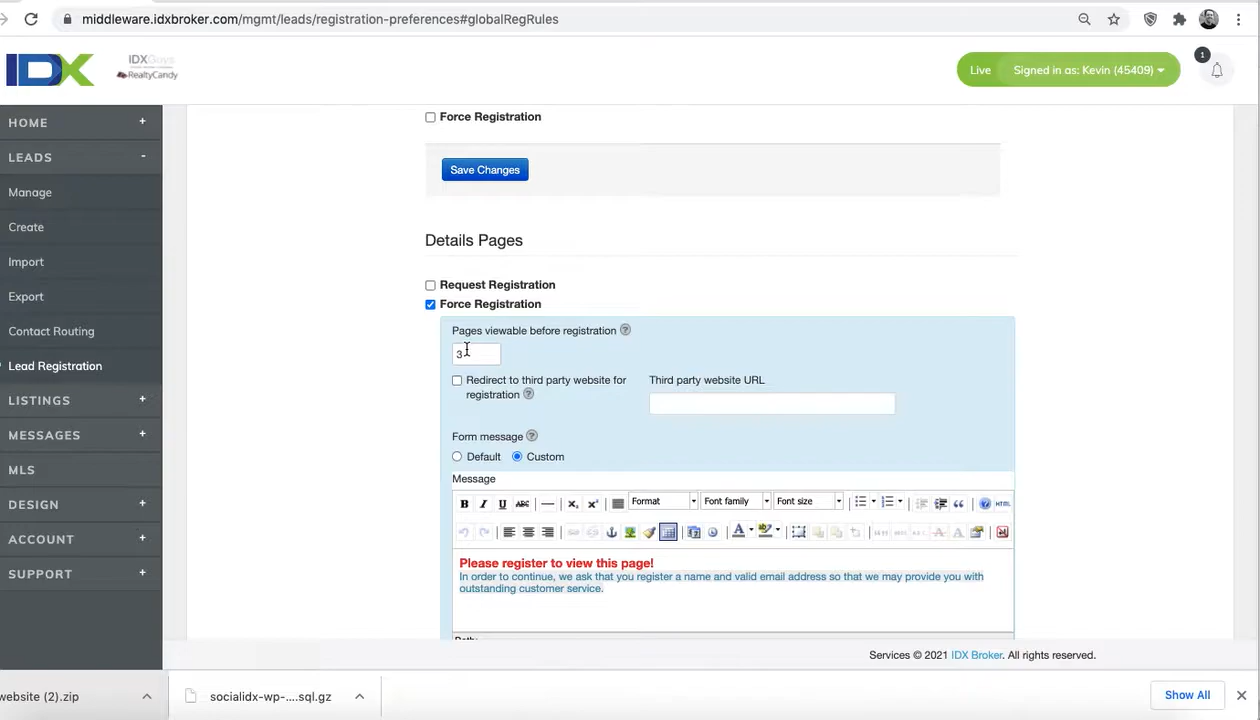 middleware.idxbroker.com/mgmt/leads/registration-preferences#globalRegRules
IDX
IDXGuys
RealtyCandy
Live
Signed in as: Kevin (45409)
1
HOME +
LEADS -
Manage
Create
Import
Export
Contact Routing
Lead Registration
LISTINGS +
MESSAGES +
MLS
DESIGN +
ACCOUNT +
SUPPORT +
Force Registration
Save Changes
Details Pages
Request Registration
Force Registration
Pages viewable before registration ?
3
Redirect to third party website for
registration ?
Third party website URL
Form message ?
Default
Custom
Message
B I U ABC Format Font family Font size HTML
Please register to view this page!
In order to continue, we ask that you register a name and valid email address so that we may provide you with
outstanding customer service.
Services © 2021 IDX Broker. All rights reserved.
website (2).zip
socialidx-wp-....sql.gz
Show All